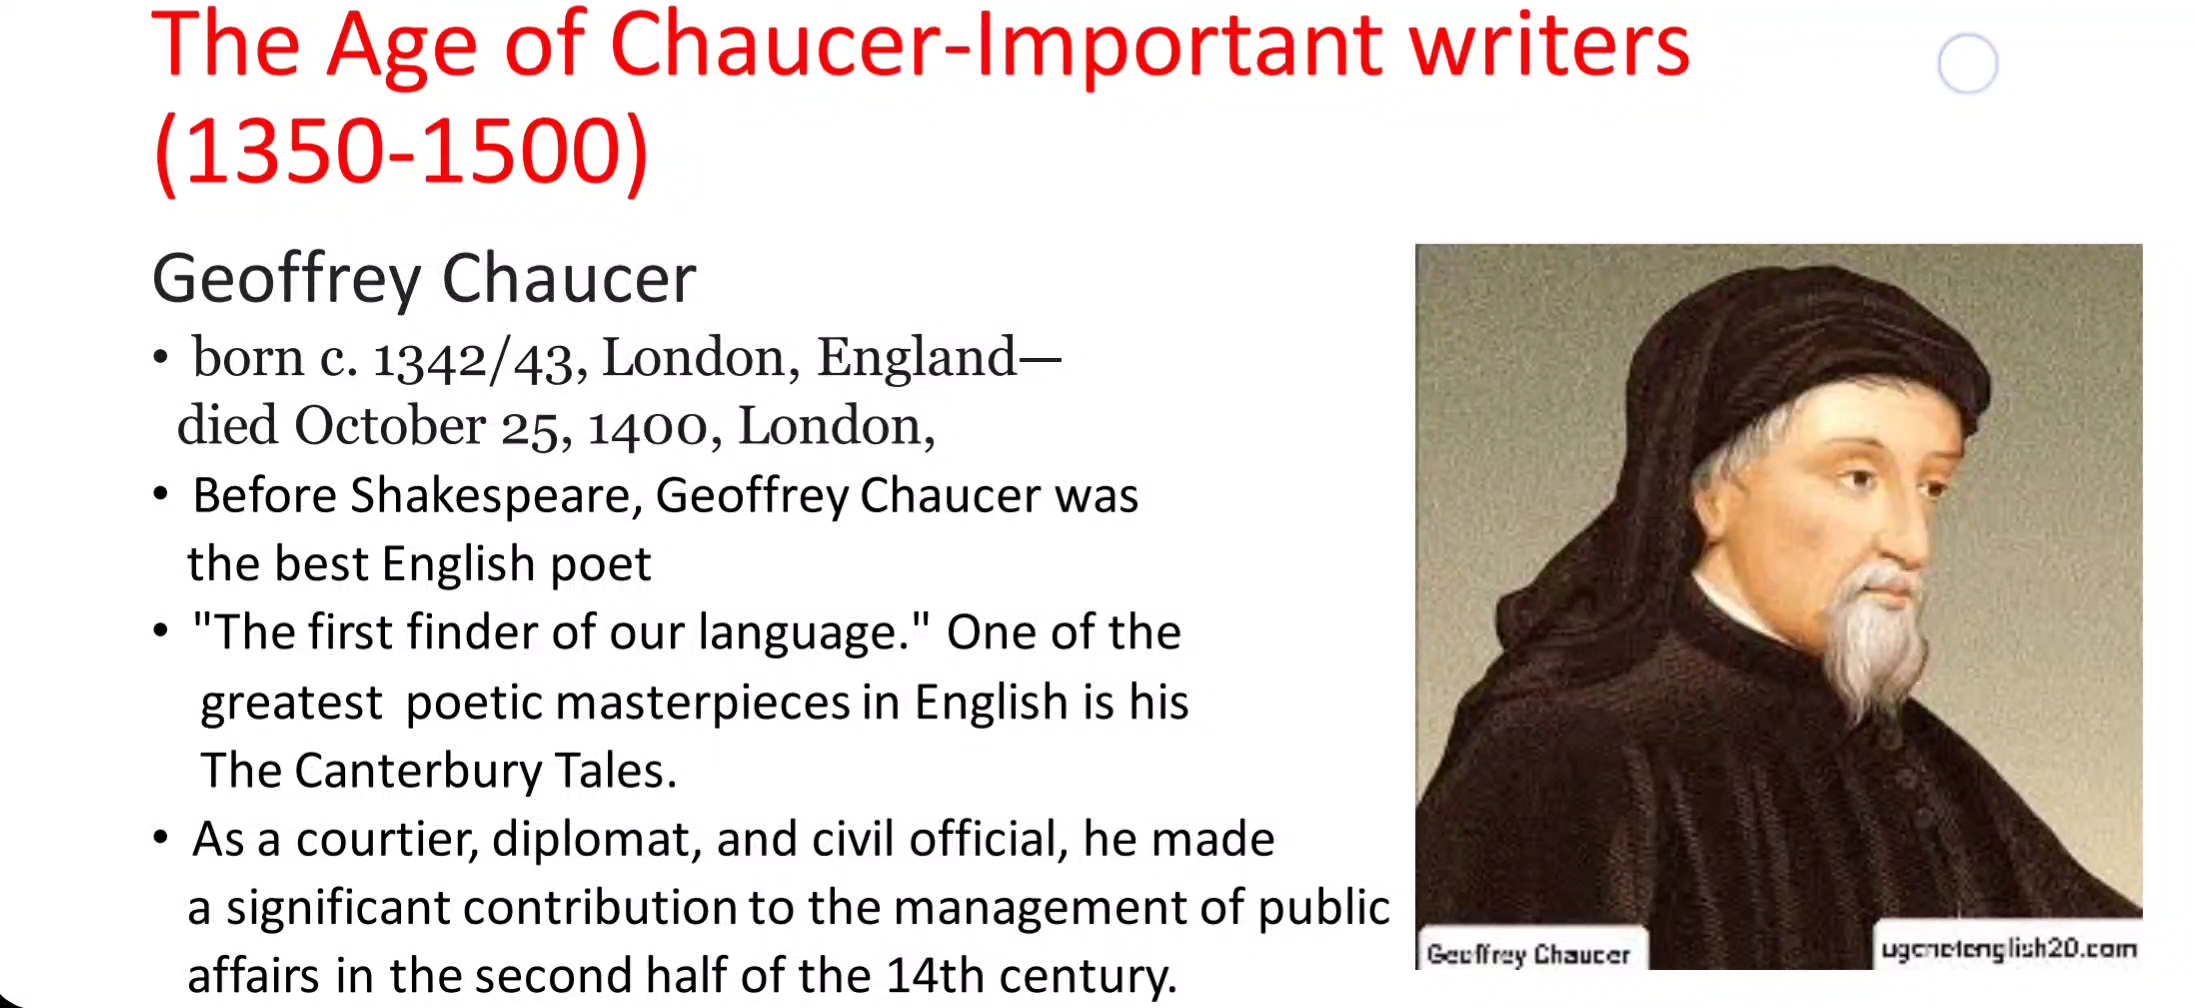 The Age of Chaucer-Important writers
(1350-1500)
Geoffrey Chaucer
• born c. 1342/43, London, England—
died October 25, 1400, London,
• Before Shakespeare, Geoffrey Chaucer was
the best English poet
• "The first finder of our language." One of the
greatest poetic masterpieces in English is his
The Canterbury Tales.
• As a courtier, diplomat, and civil official, he made
a significant contribution to the management of public
affairs in the second half of the 14th century.
Geoffrey Chaucer
ugcnetenglish20.com